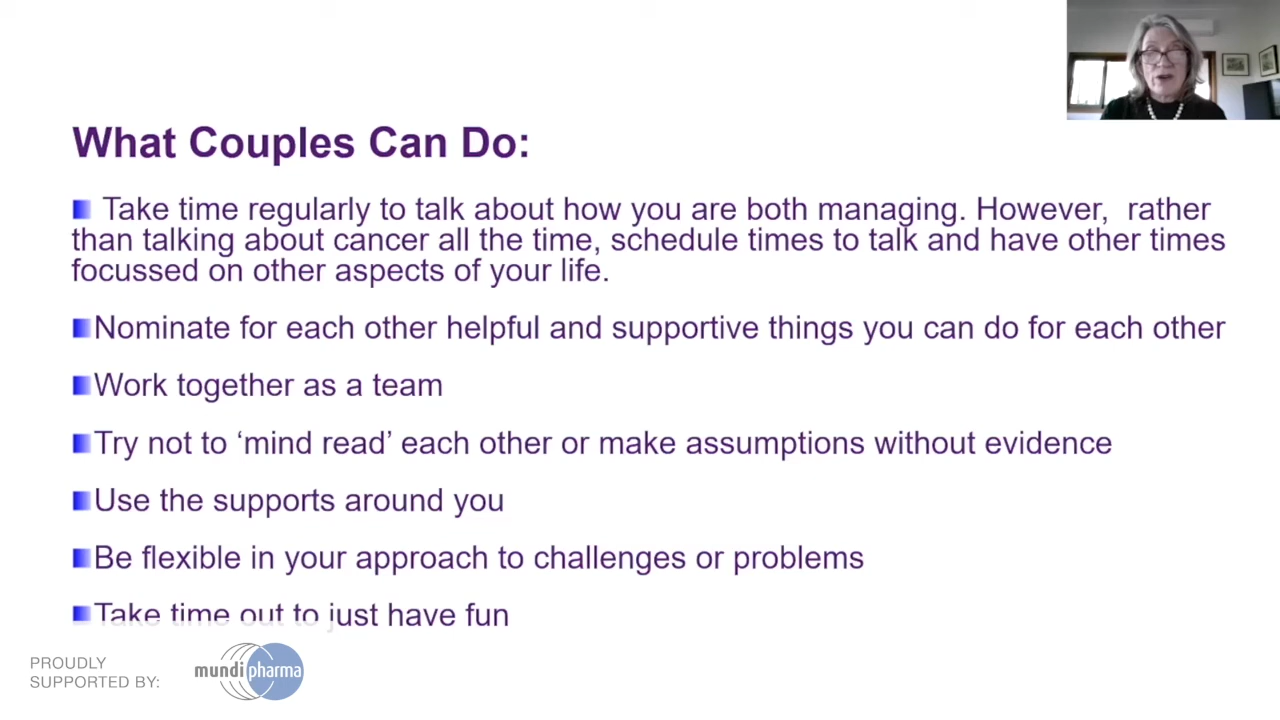 What Couples Can Do:
Take time regularly to talk about how you are both managing. However, rather
than talking about cancer all the time, schedule times to talk and have other times
focussed on other aspects of your life.
Nominate for each other helpful and supportive things you can do for each other
Work together as a team
Try not to ‘mind read’ each other or make assumptions without evidence
Use the supports around you
Be flexible in your approach to challenges or problems
Take time out to just have fun
PROUDLY
SUPPORTED BY:
mundipharma